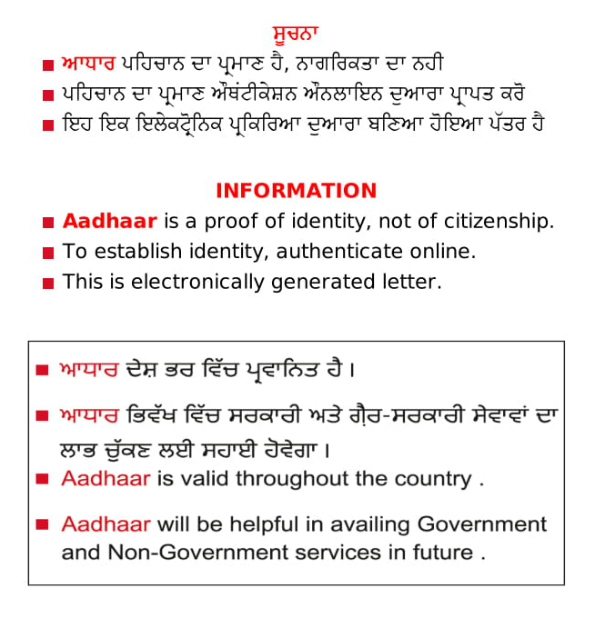 ਸੂਚਨਾ
■ ਆਧਾਰ ਪਹਿਚਾਨ ਦਾ ਪ੍ਰਮਾਣ ਹੈ, ਨਾਗਰਿਕਤਾ ਦਾ ਨਹੀ
■ ਪਹਿਚਾਨ ਦਾ ਪ੍ਰਮਾਣ ਔਥੰਟੀਕੇਸ਼ਨ ਔਨਲਾਇਨ ਦੁਆਰਾ ਪ੍ਰਾਪਤ ਕਰੋ
■ ਇਹ ਇਕ ਇਲੇਕਟ੍ਰੋਨਿਕ ਪ੍ਰਕਿਰਿਆ ਦੁਆਰਾ ਬਣਿਆ ਹੋਇਆ ਪੱਤਰ ਹੈ
INFORMATION
■ Aadhaar is a proof of identity, not of citizenship.
■ To establish identity, authenticate online.
■ This is electronically generated letter.
■ ਆਧਾਰ ਦੇਸ਼ ਭਰ ਵਿੱਚ ਪ੍ਰਵਾਨਿਤ ਹੈ।
■ ਆਧਾਰ ਭਿਵੱਖ ਵਿੱਚ ਸਰਕਾਰੀ ਅਤੇ ਗੈਰ-ਸਰਕਾਰੀ ਸੇਵਾਵਾਂ ਦਾ
ਲਾਭ ਚੁੱਕਣ ਲਈ ਸਹਾਈ ਹੋਵੇਗਾ।
■ Aadhaar is valid throughout the country .
■ Aadhaar will be helpful in availing Government
and Non-Government services in future .